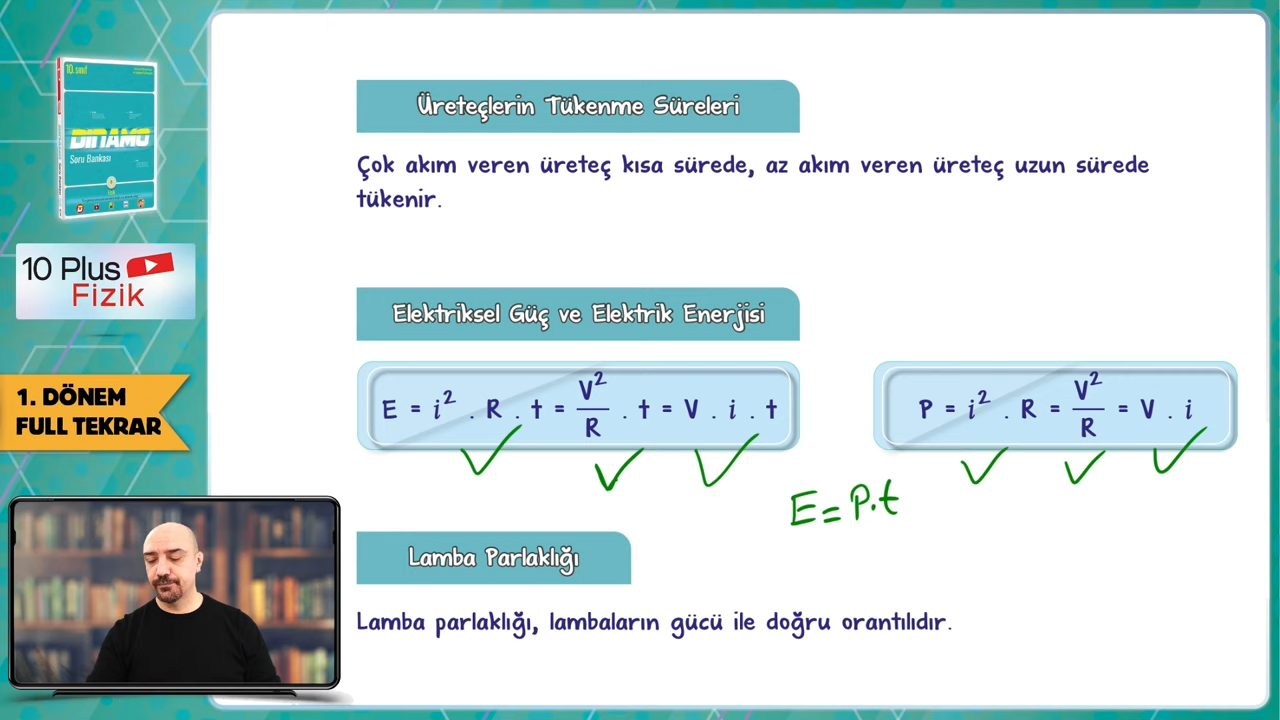 10. Sınıf
DINAMO
Soru Bankası
10 Plus
Fizik
1. DÖNEM
FULL TEKRAR
Üreteçlerin Tükenme Süreleri
Çok akım veren üreteç kısa sürede, az akım veren üreteç uzun sürede
tükenir.
Elektriksel Güç ve Elektrik Enerjisi
E = i² . R . t = V²/R . t = V . i . t
P = i² . R = V²/R = V . i
E = P.t
Lamba Parlaklığı
Lamba parlaklığı, lambaların gücü ile doğru orantılıdır.